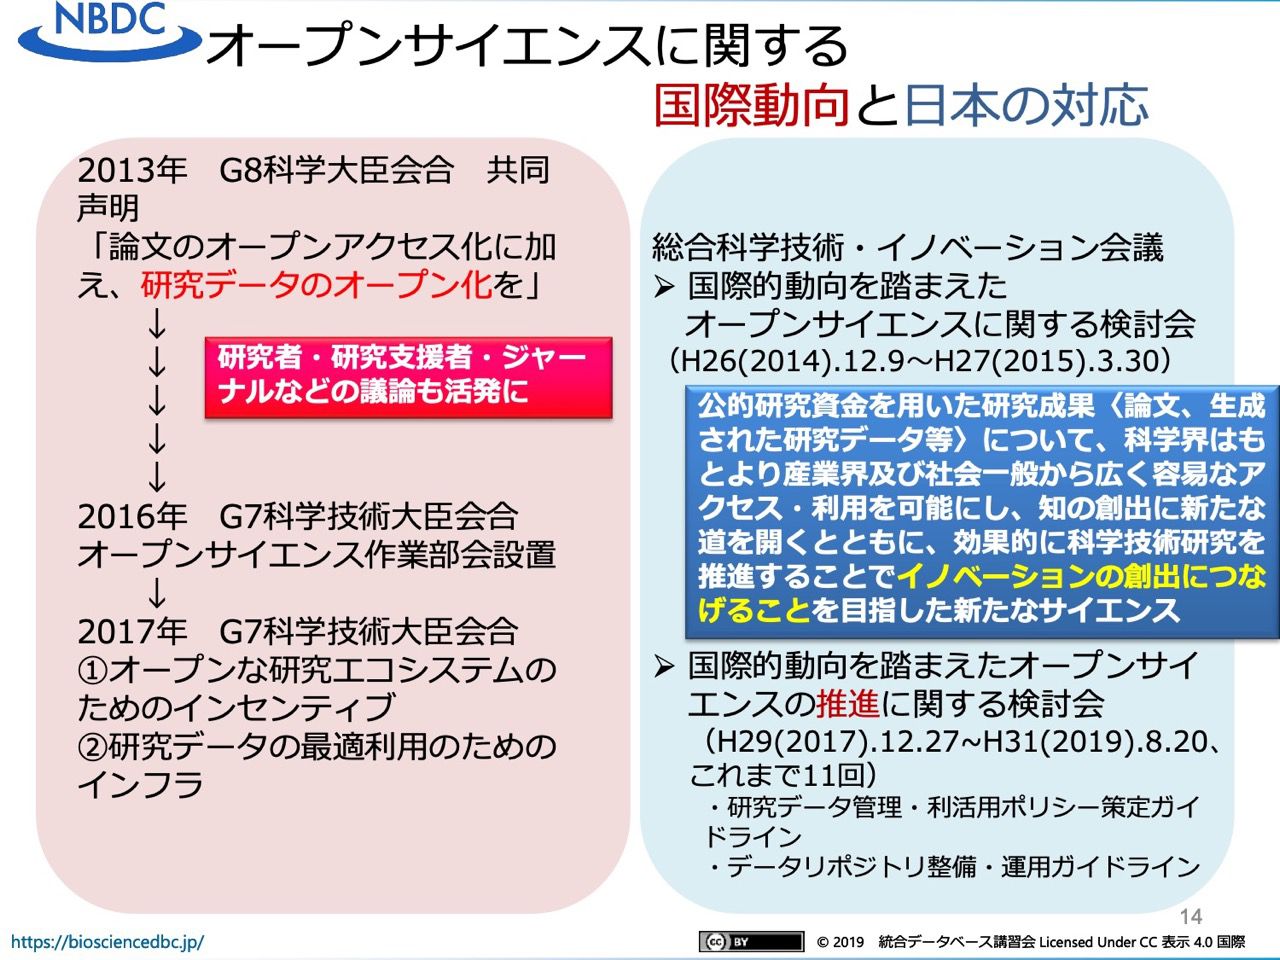 NBDC
オープンサイエンスに関する
国際動向と日本の対応
2013年　G8科学大臣会合　共同
声明
「論文のオープンアクセス化に加
え、研究データのオープン化を」
↓
↓
↓
↓
↓
研究者・研究支援者・ジャー
ナルなどの議論も活発に
2016年　G7科学技術大臣会合
オープンサイエンス作業部会設置
↓
2017年　G7科学技術大臣会合
①オープンな研究エコシステムの
ためのインセンティブ
②研究データの最適利用のための
インフラ
総合科学技術・イノベーション会議
➢ 国際的動向を踏まえた
オープンサイエンスに関する検討会
（H26(2014).12.9～H27(2015).3.30）
公的研究資金を用いた研究成果〈論文、生成
された研究データ等〉について、科学界はも
とより産業界及び社会一般から広く容易なア
クセス・利用を可能にし、知の創出に新たな
道を開くとともに、効果的に科学技術研究を
推進することでイノベーションの創出につな
げることを目指した新たなサイエンス
➢ 国際的動向を踏まえたオープンサイ
エンスの推進に関する検討会
（H29(2017).12.27~H31(2019).8.20、
これまで11回）
・研究データ管理・利活用ポリシー策定ガイ
ドライン
・データリポジトリ整備・運用ガイドライン
14
https://biosciencedbc.jp/
cc BY
© 2019　統合データベース講習会 Licensed Under CC 表示 4.0 国際